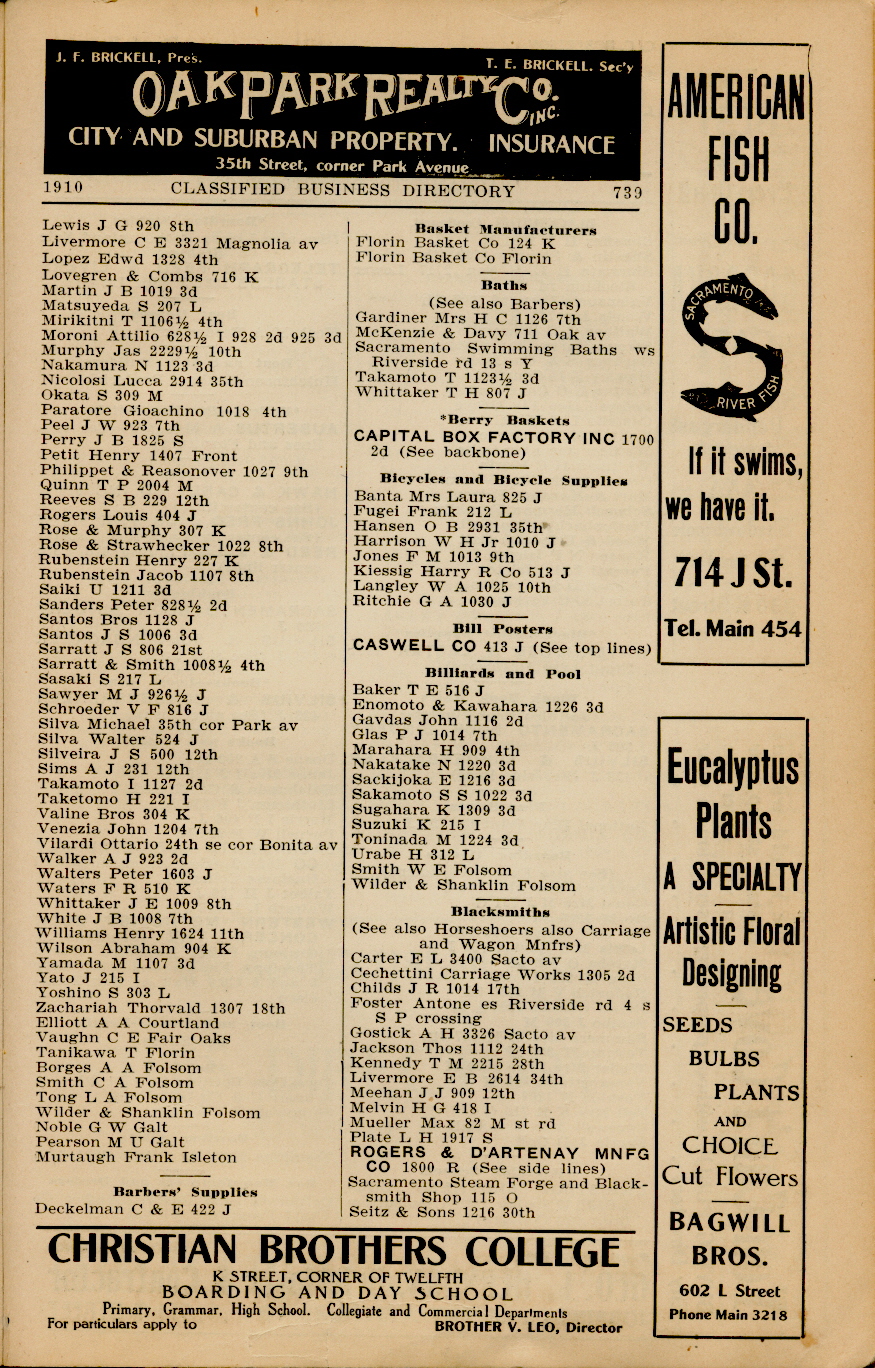 J. F. BRICKELL, Pres.
T. E. BRICKELL. Sec'y
OAK PARK REALTY CO. INC.
CITY AND SUBURBAN PROPERTY. INSURANCE
35th Street, corner Park Avenue
1910 CLASSIFIED BUSINESS DIRECTORY 739
Lewis J G 920 8th
Livermore C E 3321 Magnolia av
Lopez Edwd 1328 4th
Lovegren & Combs 716 K
Martin J B 1019 3d
Matsuyeda S 207 L
Mirikitni T 1106½ 4th
Moroni Attilio 628½ I 928 2d 925 3d
Murphy Jas 2229½ 10th
Nakamura N 1123 3d
Nicolosi Lucca 2914 35th
Okata S 309 M
Paratore Gioachino 1018 4th
Peel J W 923 7th
Perry J B 1825 S
Petit Henry 1407 Front
Philippet & Reasonover 1027 9th
Quinn T P 2004 M
Reeves S B 229 12th
Rogers Louis 404 J
Rose & Murphy 307 K
Rose & Strawhecker 1022 8th
Rubenstein Henry 227 K
Rubenstein Jacob 1107 8th
Saiki U 1211 3d
Sanders Peter 828½ 2d
Santos Bros 1128 J
Santos J S 1006 3d
Sarratt J S 806 21st
Sarratt & Smith 1008½ 4th
Sasaki S 217 L
Sawyer M J 926½ J
Schroeder V F 816 J
Silva Michael 35th cor Park av
Silva Walter 524 J
Silveira J S 500 12th
Sims A J 231 12th
Takamoto I 1127 2d
Taketomo H 221 I
Valine Bros 304 K
Venezia John 1204 7th
Vilardi Ottario 24th se cor Bonita av
Walker A J 923 2d
Walters Peter 1603 J
Waters F R 510 K
Whittaker J E 1009 8th
White J B 1008 7th
Williams Henry 1624 11th
Wilson Abraham 904 K
Yamada M 1107 3d
Yato J 215 I
Yoshino S 303 L
Zachariah Thorvald 1307 18th
Elliott A A Courtland
Vaughn C E Fair Oaks
Tanikawa T Florin
Borges A A Folsom
Smith C A Folsom
Tong L A Folsom
Wilder & Shanklin Folsom
Noble G W Galt
Pearson M U Galt
Murtaugh Frank Isleton
Barbers' Supplies
Deckelman C & E 422 J
Basket Manufacturers
Florin Basket Co 124 K
Florin Basket Co Florin
Baths
(See also Barbers)
Gardiner Mrs H C 1126 7th
McKenzie & Davy 711 Oak av
Sacramento Swimming Baths ws
Riverside rd 13 s Y
Takamoto T 1123½ 3d
Whittaker T H 807 J
*Berry Baskets
CAPITAL BOX FACTORY INC 1700
2d (See backbone)
Bicycles and Bicycle Supplies
Banta Mrs Laura 825 J
Fugei Frank 212 L
Hansen O B 2931 35th
Harrison W H Jr 1010 J
Jones F M 1013 9th
Kiessig Harry R Co 513 J
Langley W A 1025 10th
Ritchie G A 1030 J
Bill Posters
CASWELL CO 413 J (See top lines)
Billiards and Pool
Baker T E 516 J
Enomoto & Kawahara 1226 3d
Gavdas John 1116 2d
Glas P J 1014 7th
Marahara H 909 4th
Nakatake N 1220 3d
Sackijoka E 1216 3d
Sakamoto S S 1022 3d
Sugahara K 1309 3d
Suzuki K 215 I
Toninada M 1224 3d
Urabe H 312 L
Smith W E Folsom
Wilder & Shanklin Folsom
Blacksmiths
(See also Horseshoers also Carriage
and Wagon Mnfrs)
Carter E L 3400 Sacto av
Cechettini Carriage Works 1305 2d
Childs J R 1014 17th
Foster Antone es Riverside rd 4 s
S P crossing
Gostick A H 3326 Sacto av
Jackson Thos 1112 24th
Kennedy T M 2215 28th
Livermore E B 2614 34th
Meehan J J 909 12th
Melvin H G 418 I
Mueller Max 82 M st rd
Plate L H 1917 S
ROGERS & D'ARTENAY MNFG
CO 1800 R (See side lines)
Sacramento Steam Forge and Black-
smith Shop 115 O
Seitz & Sons 1216 30th
AMERICAN
FISH
CO.
SACRAMENTO
RIVER FISH
If it swims,
we have it.
714 J St.
Tel. Main 454
Eucalyptus
Plants
A SPECIALTY
Artistic Floral
Designing
SEEDS
BULBS
PLANTS
AND
CHOICE
Cut Flowers
BAGWILL
BROS.
602 L Street
Phone Main 3218
CHRISTIAN BROTHERS COLLEGE
K STREET, CORNER OF TWELFTH
BOARDING AND DAY SCHOOL
Primary, Grammar, High School. Collegiate and Commercial Departments
For particulars apply to BROTHER V. LEO, Director